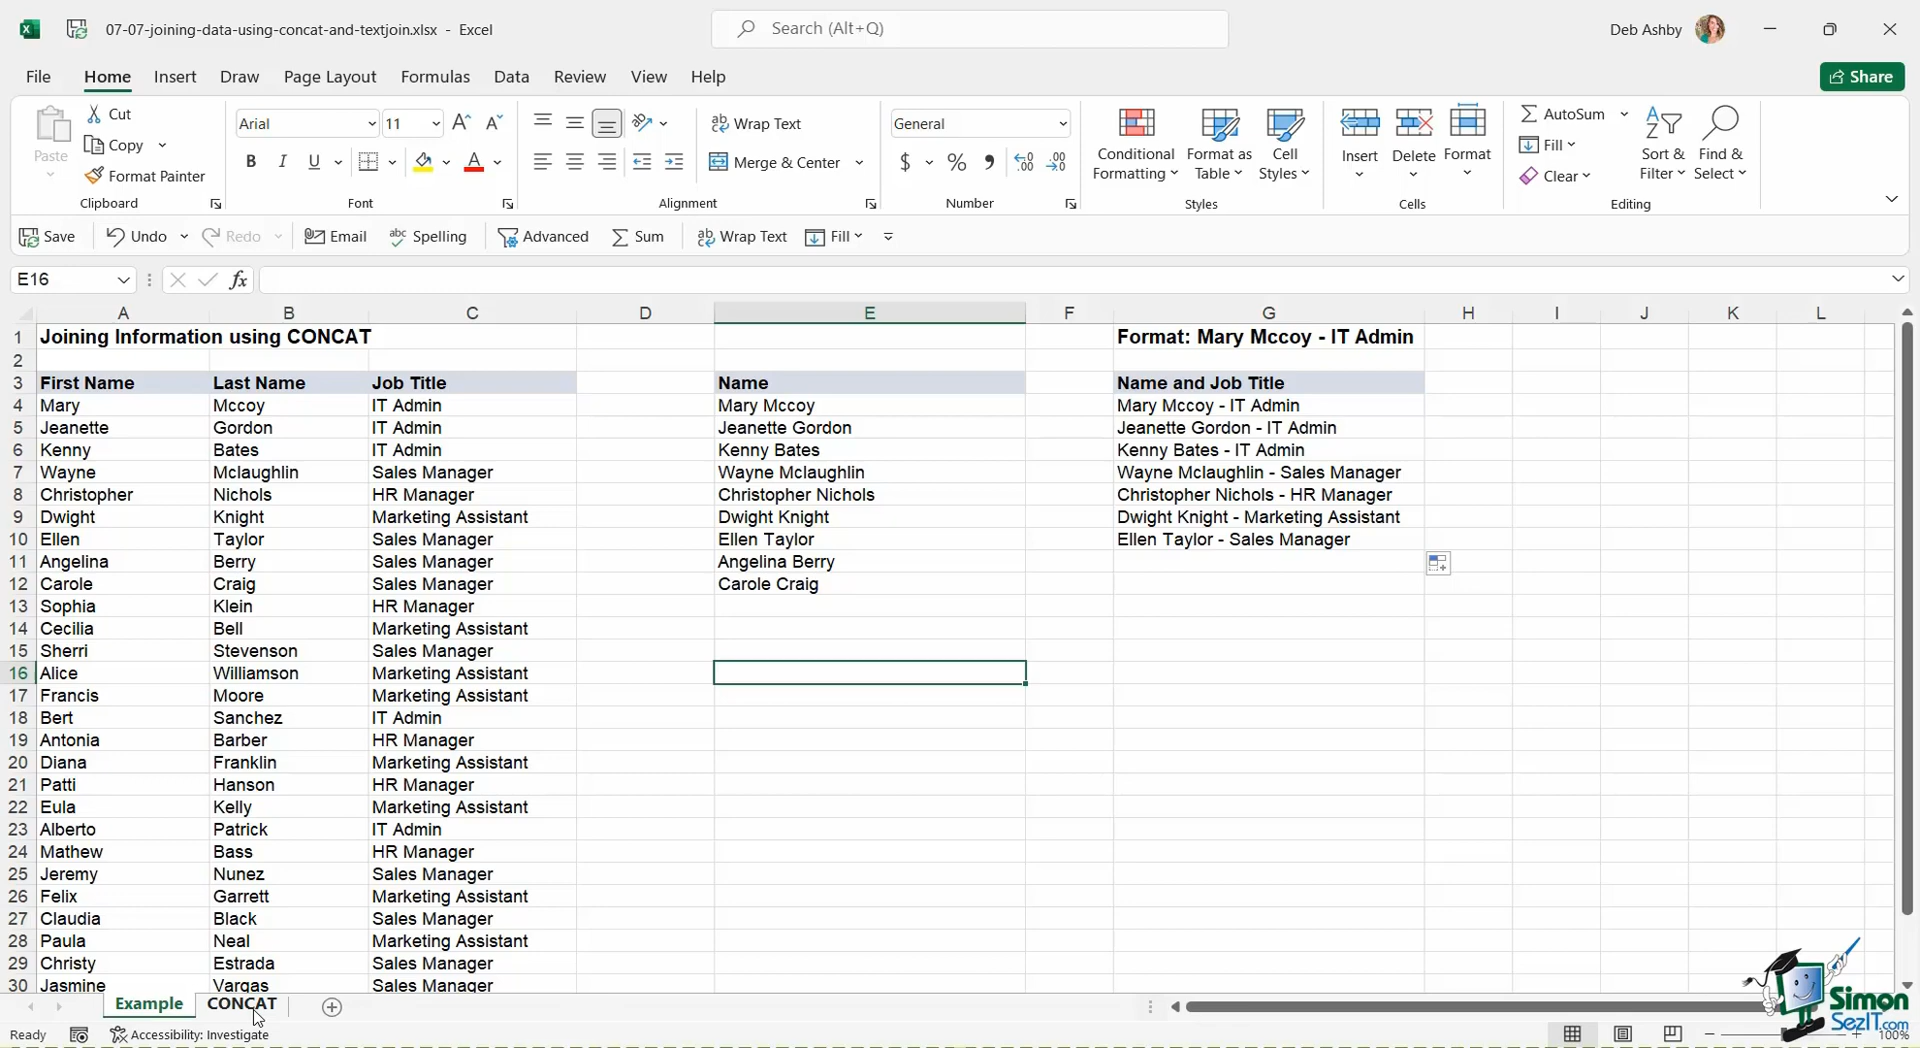 07-07-joining-data-using-concat-and-textjoin.xlsx - Excel
Search (Alt+Q)
Deb Ashby
File Home Insert Draw Page Layout Formulas Data Review View Help
Share
Paste
Cut
Copy
Format Painter
Clipboard
Arial 11
B I U
Font
Wrap Text
Merge & Center
Alignment
General
$ % ,
Number
Conditional Formatting
Format as Table
Cell Styles
Styles
Insert Delete Format
Cells
AutoSum
Fill
Clear
Sort & Filter
Find & Select
Editing
Save Undo Redo Email Spelling Advanced Sum Wrap Text Fill
E16 fx
A B C D E F G H I J K L
1 Joining Information using CONCAT Format: Mary Mccoy - IT Admin
2
3 First Name Last Name Job Title Name Name and Job Title
4 Mary Mccoy IT Admin Mary Mccoy Mary Mccoy - IT Admin
5 Jeanette Gordon IT Admin Jeanette Gordon Jeanette Gordon - IT Admin
6 Kenny Bates IT Admin Kenny Bates Kenny Bates - IT Admin
7 Wayne Mclaughlin Sales Manager Wayne Mclaughlin Wayne Mclaughlin - Sales Manager
8 Christopher Nichols HR Manager Christopher Nichols Christopher Nichols - HR Manager
9 Dwight Knight Marketing Assistant Dwight Knight Dwight Knight - Marketing Assistant
10 Ellen Taylor Sales Manager Ellen Taylor Ellen Taylor - Sales Manager
11 Angelina Berry Sales Manager Angelina Berry
12 Carole Craig Sales Manager Carole Craig
13 Sophia Klein HR Manager
14 Cecilia Bell Marketing Assistant
15 Sherri Stevenson Sales Manager
16 Alice Williamson Marketing Assistant
17 Francis Moore Marketing Assistant
18 Bert Sanchez IT Admin
19 Antonia Barber HR Manager
20 Diana Franklin Marketing Assistant
21 Patti Hanson HR Manager
22 Eula Kelly Marketing Assistant
23 Alberto Patrick IT Admin
24 Mathew Bass HR Manager
25 Jeremy Nunez Sales Manager
26 Felix Garrett Marketing Assistant
27 Claudia Black Sales Manager
28 Paula Neal Marketing Assistant
29 Christy Estrada Sales Manager
30 Jasmine Vargas Sales Manager
Example CONCAT
Simon
SezIT.com
Ready Accessibility: Investigate 100%